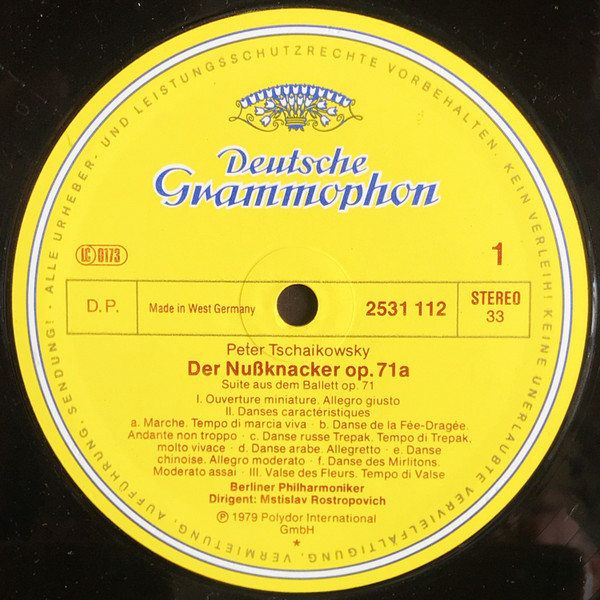 ALLE URHEBER- UND LEISTUNGSSCHUTZRECHTE VORBEHALTEN. KEIN VERLEIH! KEINE UNERLAUBTE VERVIELFÄLTIGUNG, VERMIETUNG, AUFFÜHRUNG, SENDUNG! ·
Deutsche
Grammophon
LC 0173
1
D.P.
Made in West Germany
2531 112
STEREO
33
Peter Tschaikowsky
Der Nußknacker op. 71a
Suite aus dem Ballett op. 71
I. Ouverture miniature. Allegro giusto
II. Danses caractéristiques
a. Marche. Tempo di marcia viva · b. Danse de la Fée-Dragée.
Andante non troppo · c. Danse russe Trepak. Tempo di Trepak,
molto vivace · d. Danse arabe. Allegretto · e. Danse
chinoise. Allegro moderato · f. Danse des Mirlitons.
Moderato assai · III. Valse des Fleurs. Tempo di Valse
Berliner Philharmoniker
Dirigent: Mstislav Rostropovich
Ⓟ 1979 Polydor International
GmbH
*